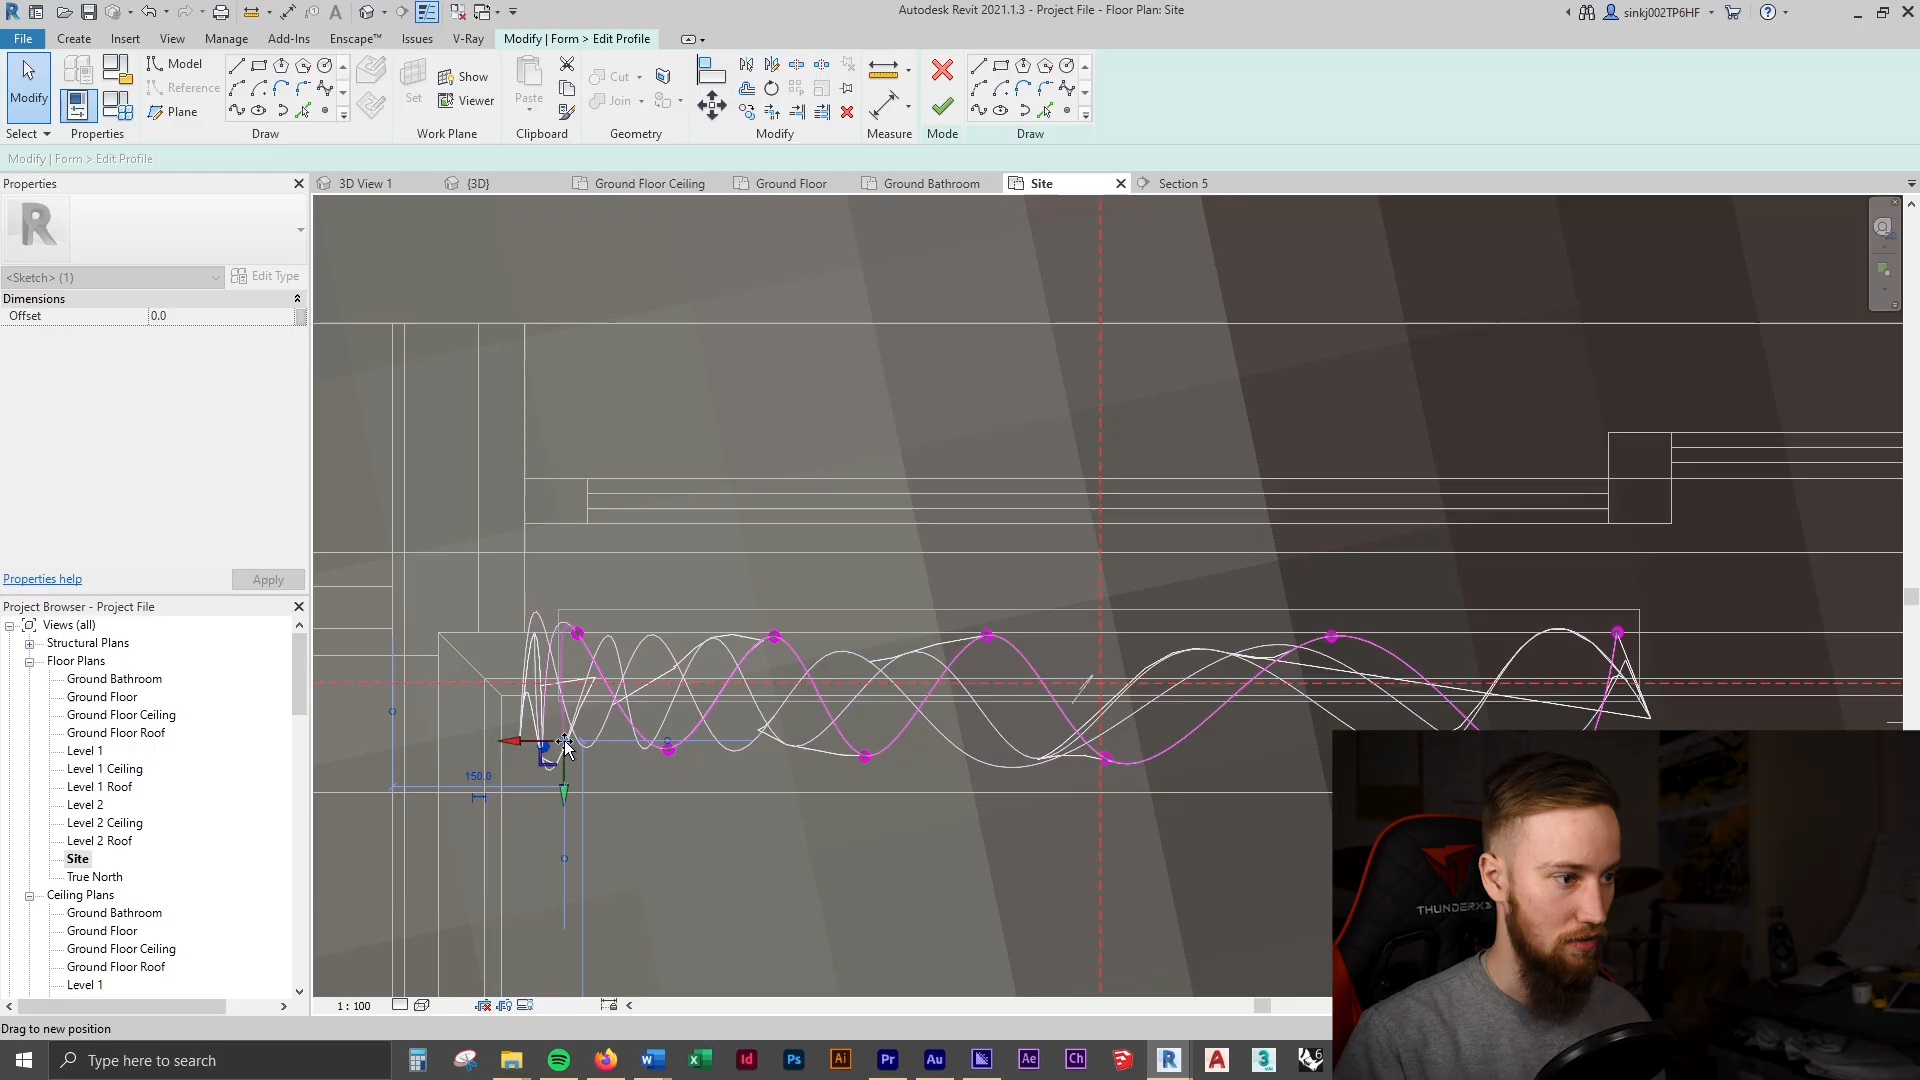 Autodesk Revit 2021.1.3 - Project File - Floor Plan: Site
sinkj002TP6HF
File Create Insert View Manage Add-Ins Enscape™ Issues V-Ray Modify | Form > Edit Profile
Modify
Select
Properties
Model
Reference
Plane
Draw
Set
Show
Viewer
Work Plane
Paste
Clipboard
Cut
Join
Geometry
Modify
Measure
Mode
Draw
Modify | Form > Edit Profile
Properties
3D View 1 {3D} Ground Floor Ceiling Ground Floor Ground Bathroom Site Section 5
<Sketch> (1) Edit Type
Dimensions
Offset 0.0
Properties help Apply
Project Browser - Project File
Views (all)
Structural Plans
Floor Plans
Ground Bathroom
Ground Floor
Ground Floor Ceiling
Ground Floor Roof
Level 1
Level 1 Ceiling
Level 1 Roof
Level 2
Level 2 Ceiling
Level 2 Roof
Site
True North
Ceiling Plans
Ground Bathroom
Ground Floor
Ground Floor Ceiling
Ground Floor Roof
Level 1
150.0
THUNDERX3
1 : 100
Drag to new position
Type here to search